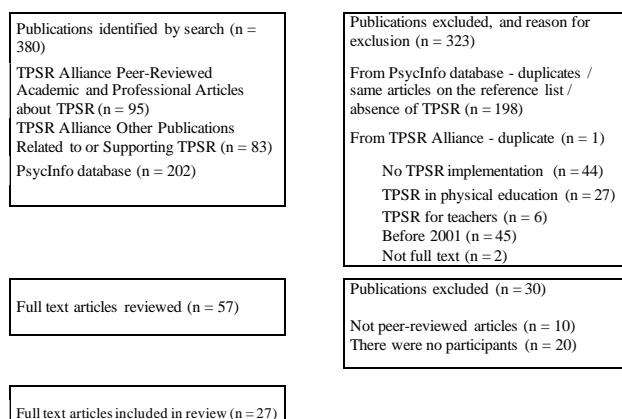 Publications identified by search (n =
380)
TPSR Alliance Peer-Reviewed
Academic and Professional Articles
about TPSR (n = 95)
TPSR Alliance Other Publications
Related to or Supporting TPSR (n = 83)
PsycInfo database (n = 202)
Publications excluded, and reason for
exclusion (n = 323)
From PsycInfo database - duplicates /
same articles on the reference list /
absence of TPSR (n = 198)
From TPSR Alliance - duplicate (n = 1)
No TPSR implementation (n = 44)
TPSR in physical education (n = 27)
TPSR for teachers (n = 6)
Before 2001 (n = 45)
Not full text (n = 2)
Full text articles reviewed (n = 57)
Publications excluded (n = 30)
Not peer-reviewed articles (n = 10)
There were no participants (n = 20)
Full text articles included in review (n = 27)